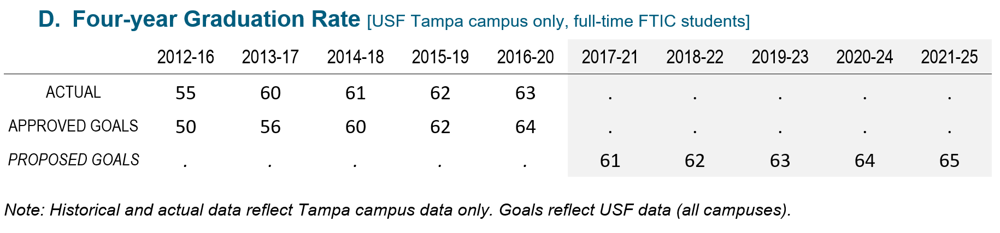 D. Four-year Graduation Rate [USF Tampa campus only, full-time FTIC students]
2012-16 2013-17 2014-18 2015-19 2016-20 2017-21 2018-22 2019-23 2020-24 2021-25
ACTUAL 55 60 61 62 63 . . . . .
APPROVED GOALS 50 56 60 62 64 . . . . .
PROPOSED GOALS . . . . . 61 62 63 64 65
Note: Historical and actual data reflect Tampa campus data only. Goals reflect USF data (all campuses).